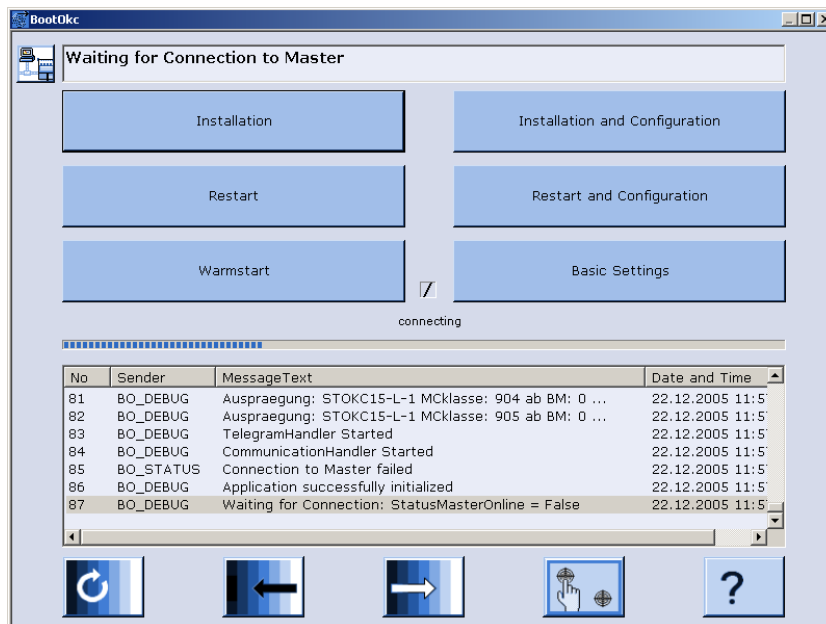 BootOkc
Waiting for Connection to Master
Installation
Installation and Configuration
Restart
Restart and Configuration
Warmstart
Basic Settings
connecting
No Sender MessageText Date and Time
81 BO_DEBUG Auspraegung: STOKC15-L-1 MCklasse: 904 ab BM: 0 ... 22.12.2005 11:5
82 BO_DEBUG Auspraegung: STOKC15-L-1 MCklasse: 905 ab BM: 0 ... 22.12.2005 11:5
83 BO_DEBUG TelegramHandler Started 22.12.2005 11:5
84 BO_DEBUG CommunicationHandler Started 22.12.2005 11:5
85 BO_STATUS Connection to Master failed 22.12.2005 11:5
86 BO_DEBUG Application successfully initialized 22.12.2005 11:5
87 BO_DEBUG Waiting for Connection: StatusMasterOnline = False 22.12.2005 11:5
?